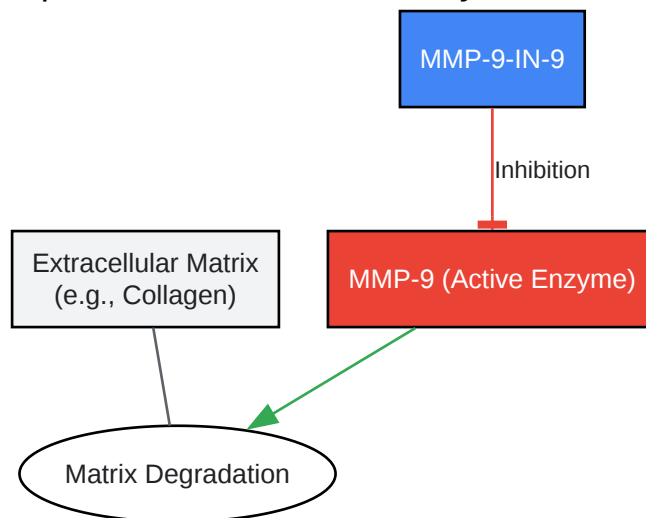 MMP-9-IN-9
Inhibition
Extracellular Matrix
(e.g., Collagen)
MMP-9 (Active Enzyme)
Matrix Degradation